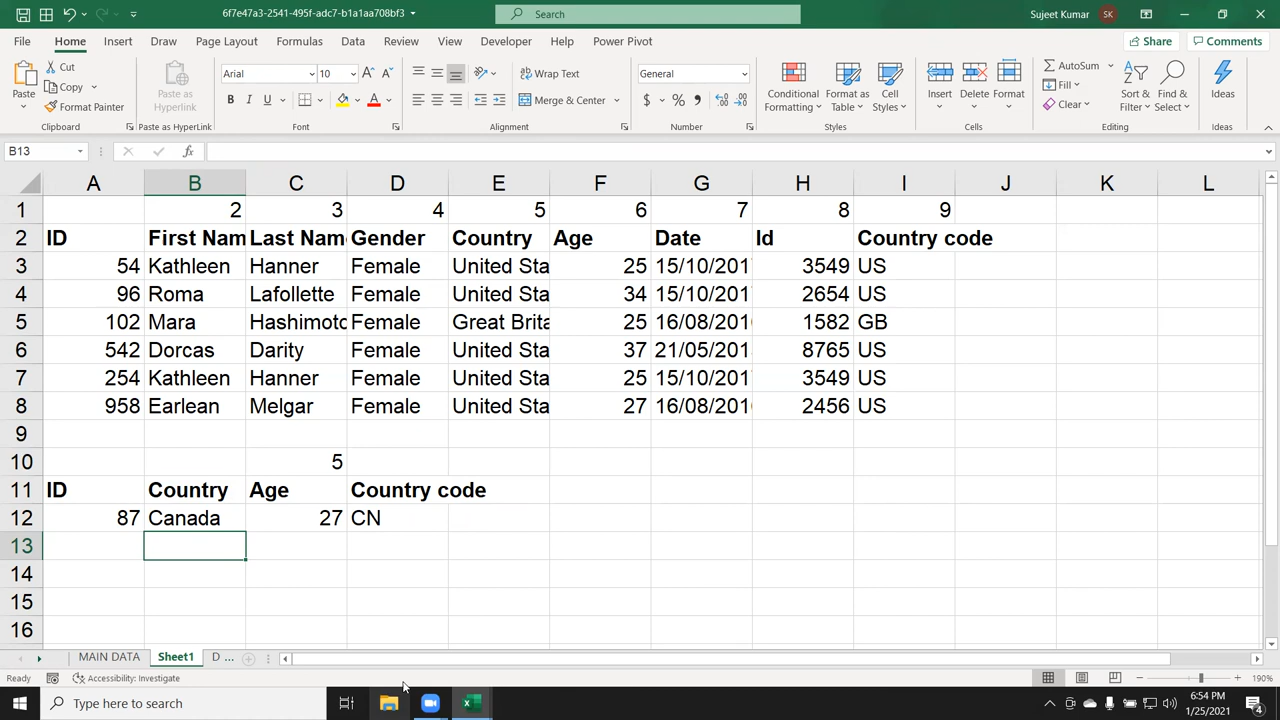 6f7e47a3-2541-495f-adc7-b1a1aa708bf3
Search
Sujeet Kumar SK
File Home Insert Draw Page Layout Formulas Data Review View Developer Help Power Pivot Share Comments
Paste Cut Copy Format Painter
Paste as Hyperlink
Arial 10 B I U A
Wrap Text
Merge & Center
General
$ % 9
Conditional Formatting Format as Table Cell Styles
Insert Delete Format
AutoSum Fill Clear
Sort & Filter Find & Select
Ideas
Clipboard Paste as HyperLink Font Alignment Number Styles Cells Editing Ideas
B13 fx
A B C D E F G H I J K L
1 2 3 4 5 6 7 8 9
2 ID First Nam Last Nam Gender Country Age Date Id Country code
3 54 Kathleen Hanner Female United Sta 25 15/10/201 3549 US
4 96 Roma Lafollette Female United Sta 34 15/10/201 2654 US
5 102 Mara Hashimoto Female Great Brita 25 16/08/201 1582 GB
6 542 Dorcas Darity Female United Sta 37 21/05/201 8765 US
7 254 Kathleen Hanner Female United Sta 25 15/10/201 3549 US
8 958 Earlean Melgar Female United Sta 27 16/08/201 2456 US
9
10 5
11 ID Country Age Country code
12 87 Canada 27 CN
13
14
15
16
MAIN DATA Sheet1 D ...
Ready Accessibility: Investigate 190%
Type here to search
6:54 PM
1/25/2021
4